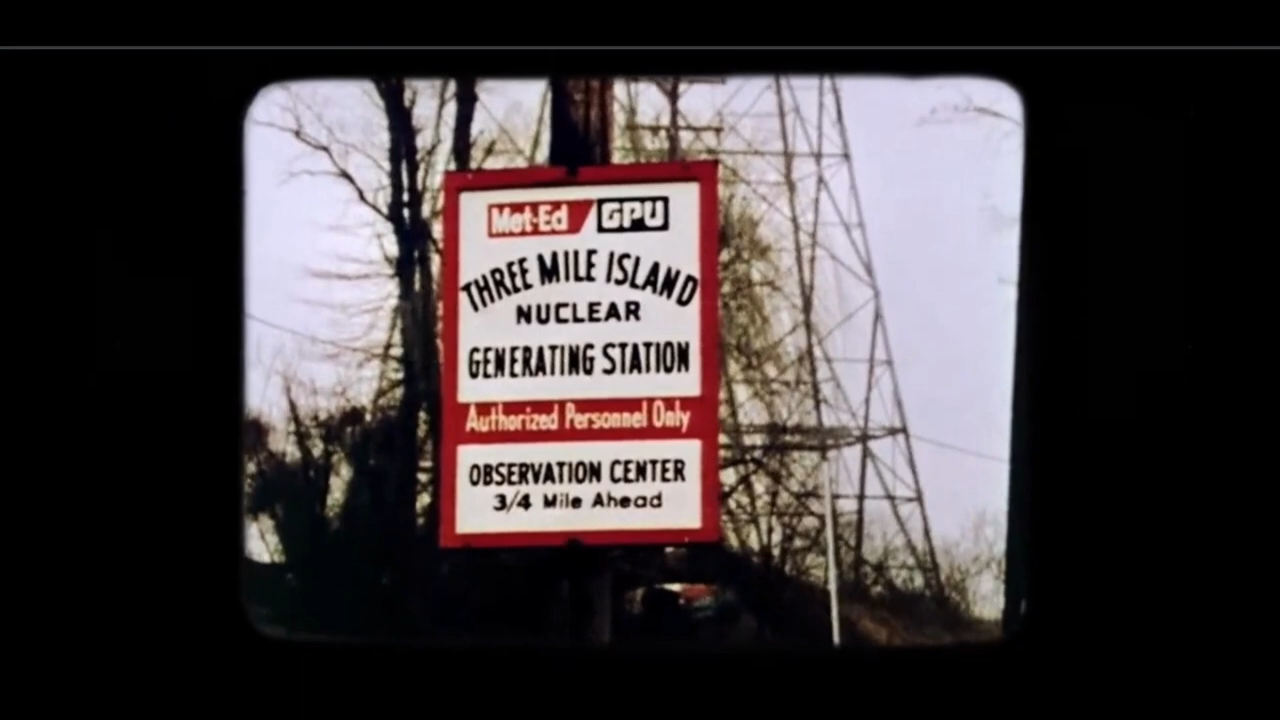 Met-Ed GPU
THREE MILE ISLAND
NUCLEAR
GENERATING STATION
Authorized Personnel Only
OBSERVATION CENTER
3/4 Mile Ahead